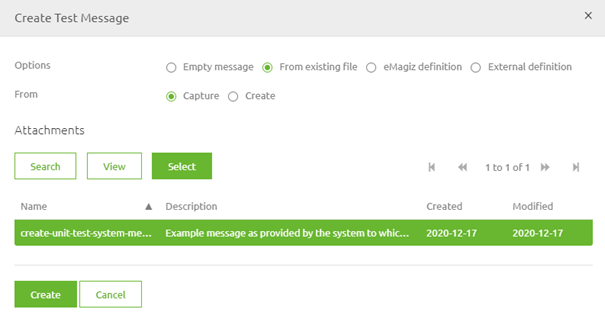 Create Test Message ×
Options Empty message From existing file eMagiz definition External definition
From Capture Create
Attachments
Search View Select 1 to 1 of 1
Name Description Created Modified
create-unit-test-system-me... Example message as provided by the system to whic... 2020-12-17 2020-12-17
Create Cancel